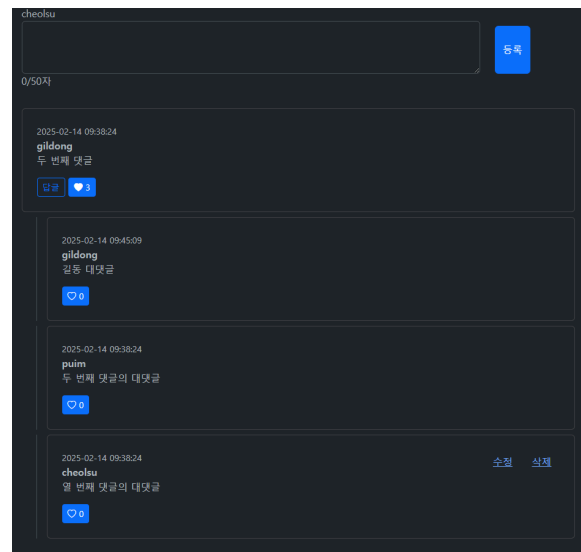 cheolsu
등록
0/50자
2025-02-14 09:38:24
gildong
두 번째 댓글
답글 3
2025-02-14 09:45:09
gildong
길동 대댓글
0
2025-02-14 09:38:24
puim
두 번째 댓글의 대댓글
0
2025-02-14 09:38:24
수정 삭제
cheolsu
열 번째 댓글의 대댓글
0